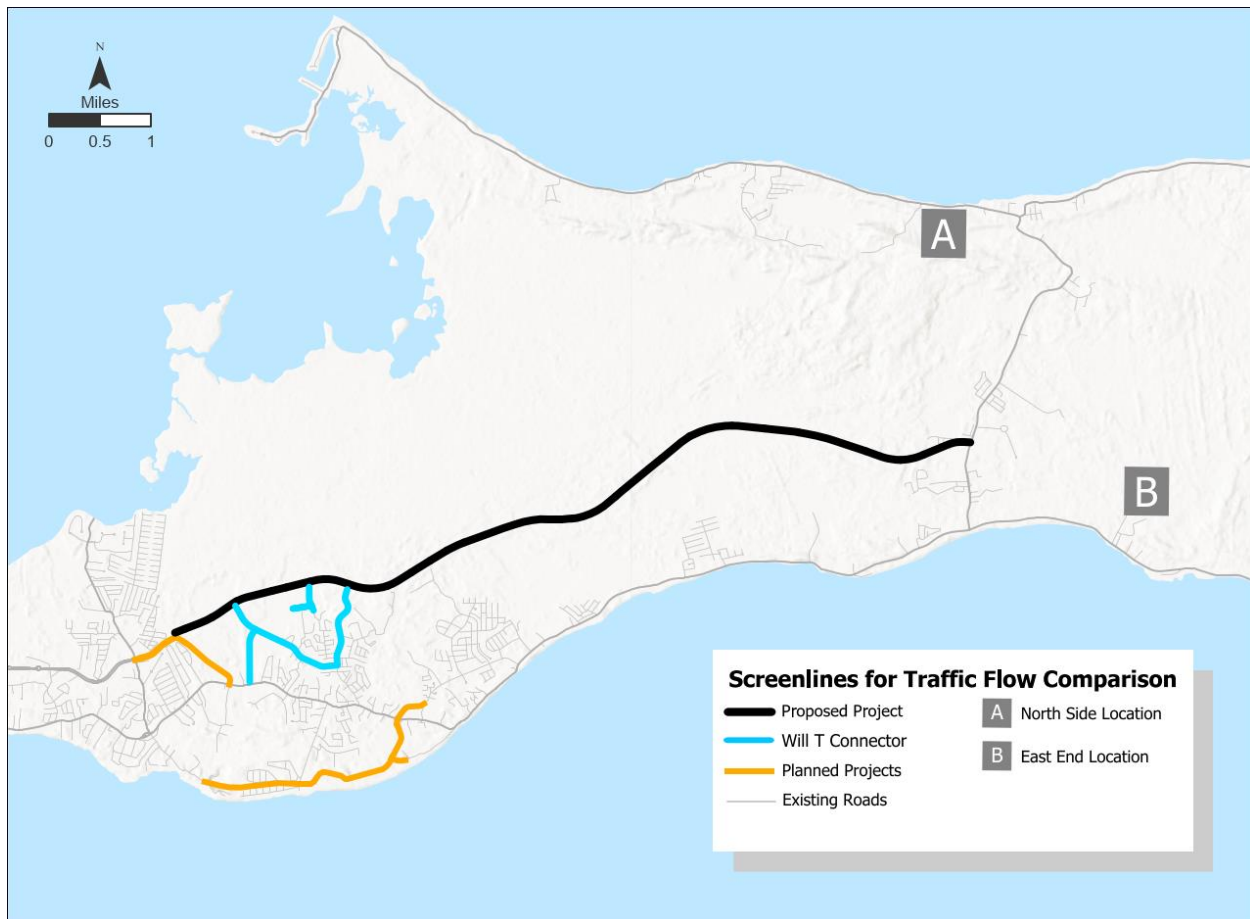 N
Miles
0 0.5 1
A
B
Screenlines for Traffic Flow Comparison
Proposed Project
A North Side Location
Will T Connector
B East End Location
Planned Projects
Existing Roads